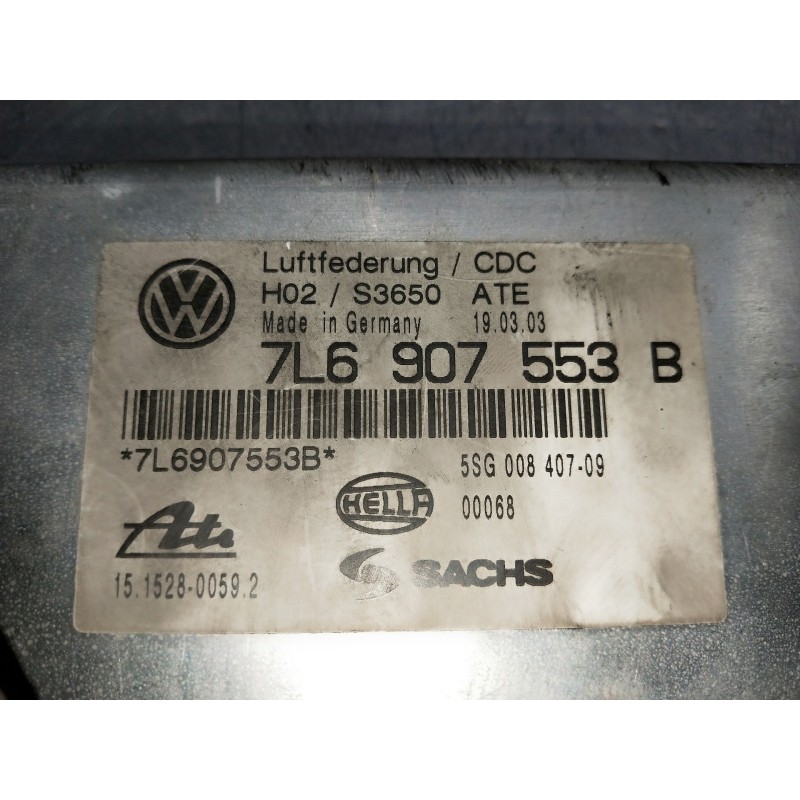 VW
Luftfederung / CDC
H02 / S3650 ATE
Made in Germany 19.03.03
7L6 907 553 B
*7L6907553B*
5SG 008 407-09
HELLA
00068
Ate
15.1528-0059.2
SACHS